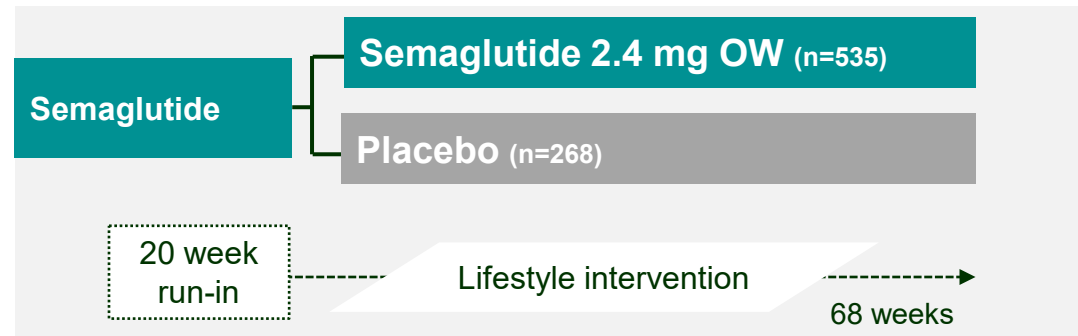 Semaglutide 2.4 mg OW (n=535)
Semaglutide
Placebo (n=268)
20 week
run-in
Lifestyle intervention
68 weeks